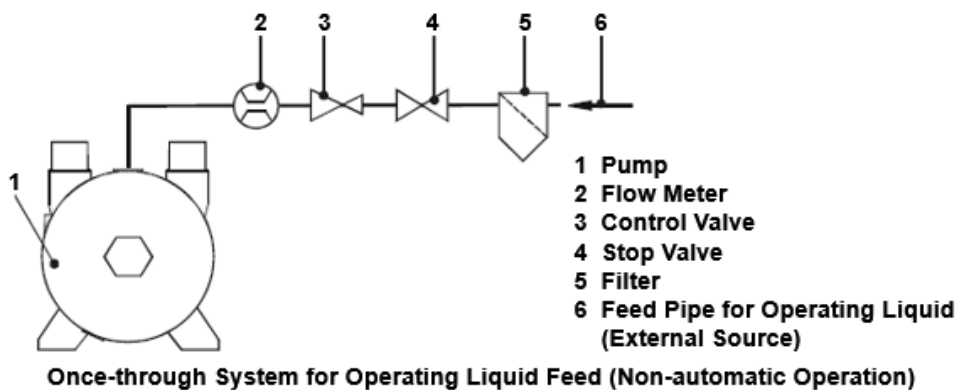 2
3
4
5
6
1
1 Pump
2 Flow Meter
3 Control Valve
4 Stop Valve
5 Filter
6 Feed Pipe for Operating Liquid
(External Source)
Once-through System for Operating Liquid Feed (Non-automatic Operation)